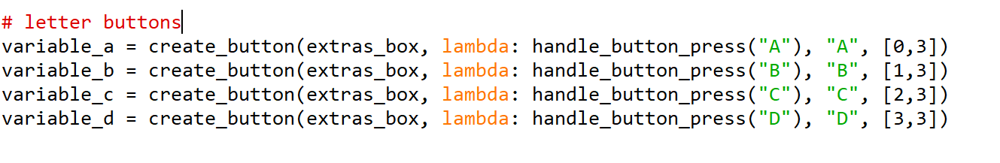 # letter buttons
variable_a = create_button(extras_box, lambda: handle_button_press("A"), "A", [0,3])
variable_b = create_button(extras_box, lambda: handle_button_press("B"), "B", [1,3])
variable_c = create_button(extras_box, lambda: handle_button_press("C"), "C", [2,3])
variable_d = create_button(extras_box, lambda: handle_button_press("D"), "D", [3,3])